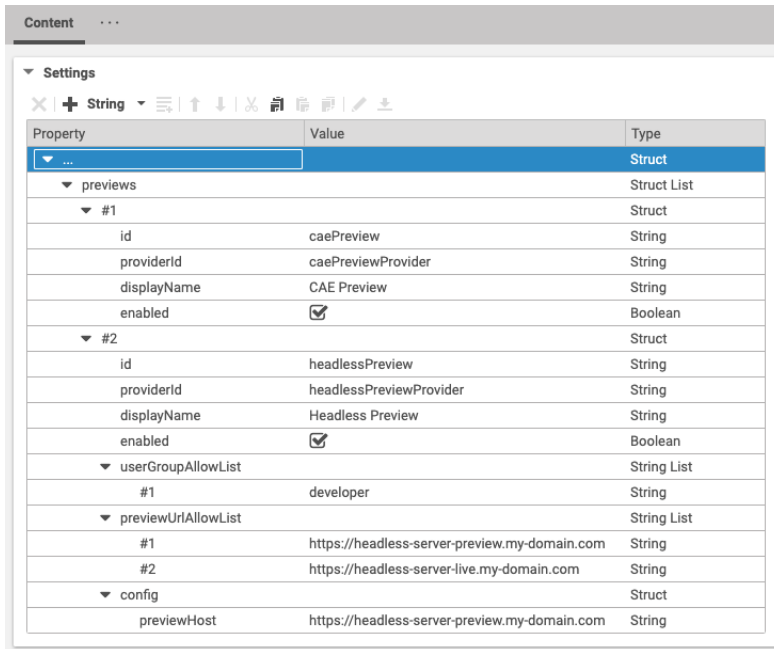 Content ...
Settings
String
Property Value Type
... Struct
previews Struct List
#1 Struct
id caePreview String
providerId caePreviewProvider String
displayName CAE Preview String
enabled Boolean
#2 Struct
id headlessPreview String
providerId headlessPreviewProvider String
displayName Headless Preview String
enabled Boolean
userGroupAllowList String List
#1 developer String
previewUrlAllowList String List
#1 https://headless-server-preview.my-domain.com String
#2 https://headless-server-live.my-domain.com String
config Struct
previewHost https://headless-server-preview.my-domain.com String